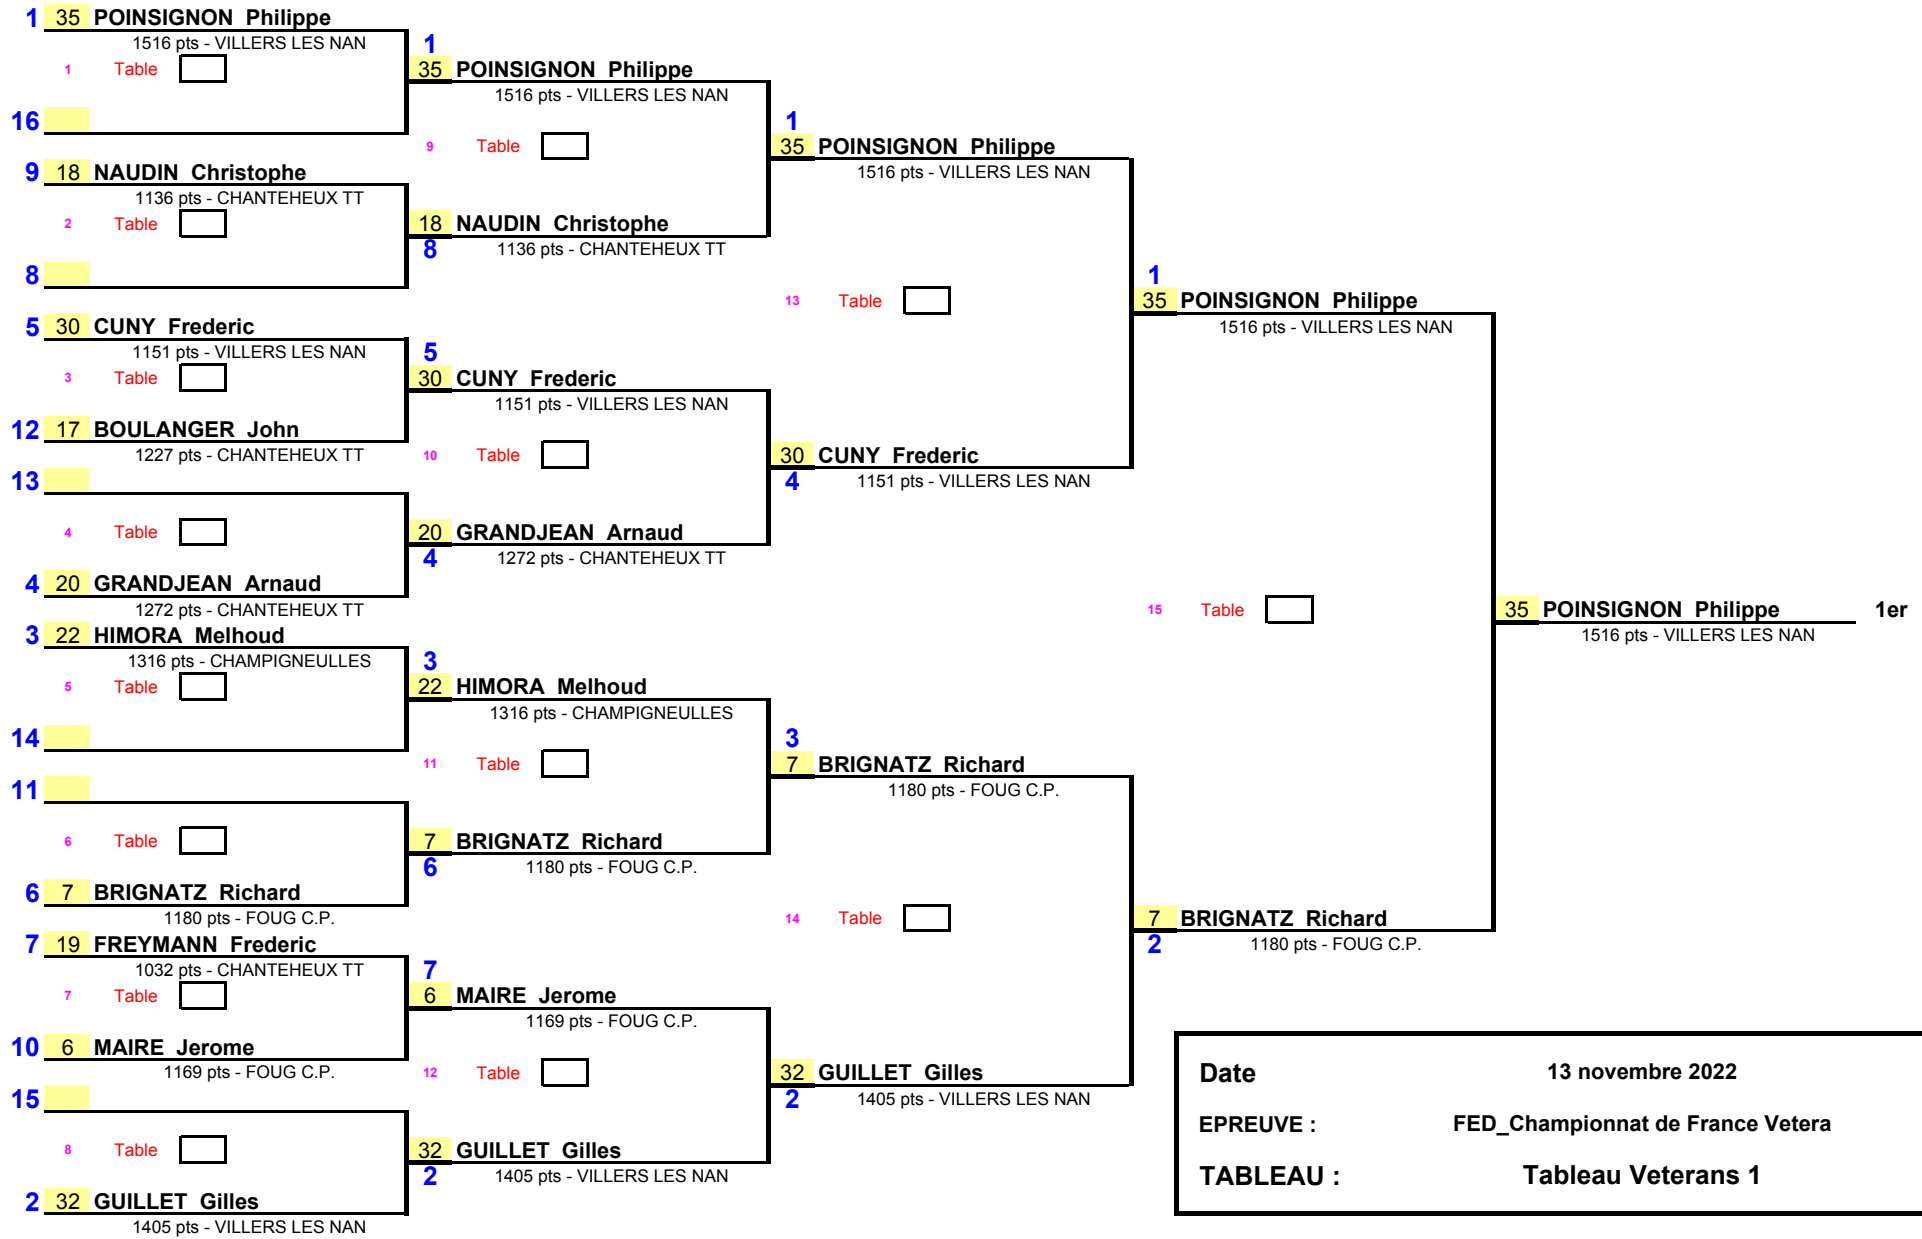 1 35 POINSIGNON Philippe
1516 pts - VILLERS LES NAN
1 Table
16
9 18 NAUDIN Christophe
1136 pts - CHANTEHEUX TT
2 Table
8
5 30 CUNY Frederic
1151 pts - VILLERS LES NAN
3 Table
12 17 BOULANGER John
1227 pts - CHANTEHEUX TT
13
4 Table
4 20 GRANDJEAN Arnaud
1272 pts - CHANTEHEUX TT
3 22 HIMORA Melhoud
1316 pts - CHAMPIGNEULLES
5 Table
14
11
6 Table
6 7 BRIGNATZ Richard
1180 pts - FOUG C.P.
7 19 FREYMANN Frederic
1032 pts - CHANTEHEUX TT
7 Table
10 6 MAIRE Jerome
1169 pts - FOUG C.P.
15
8 Table
2 32 GUILLET Gilles
1405 pts - VILLERS LES NAN
1
35 POINSIGNON Philippe
1516 pts - VILLERS LES NAN
9 Table
18 NAUDIN Christophe
8 1136 pts - CHANTEHEUX TT
5
30 CUNY Frederic
1151 pts - VILLERS LES NAN
10 Table
20 GRANDJEAN Arnaud
4 1272 pts - CHANTEHEUX TT
3
22 HIMORA Melhoud
1316 pts - CHAMPIGNEULLES
11 Table
7 BRIGNATZ Richard
6 1180 pts - FOUG C.P.
7
6 MAIRE Jerome
1169 pts - FOUG C.P.
12 Table
32 GUILLET Gilles
2 1405 pts - VILLERS LES NAN
1
35 POINSIGNON Philippe
1516 pts - VILLERS LES NAN
13 Table
30 CUNY Frederic
4 1151 pts - VILLERS LES NAN
3
7 BRIGNATZ Richard
1180 pts - FOUG C.P.
14 Table
32 GUILLET Gilles
2 1405 pts - VILLERS LES NAN
1
35 POINSIGNON Philippe
1516 pts - VILLERS LES NAN
15 Table
7 BRIGNATZ Richard
2 1180 pts - FOUG C.P.
35 POINSIGNON Philippe 1er
1516 pts - VILLERS LES NAN
Date 13 novembre 2022
EPREUVE : FED_Championnat de France Vetera
TABLEAU : Tableau Veterans 1